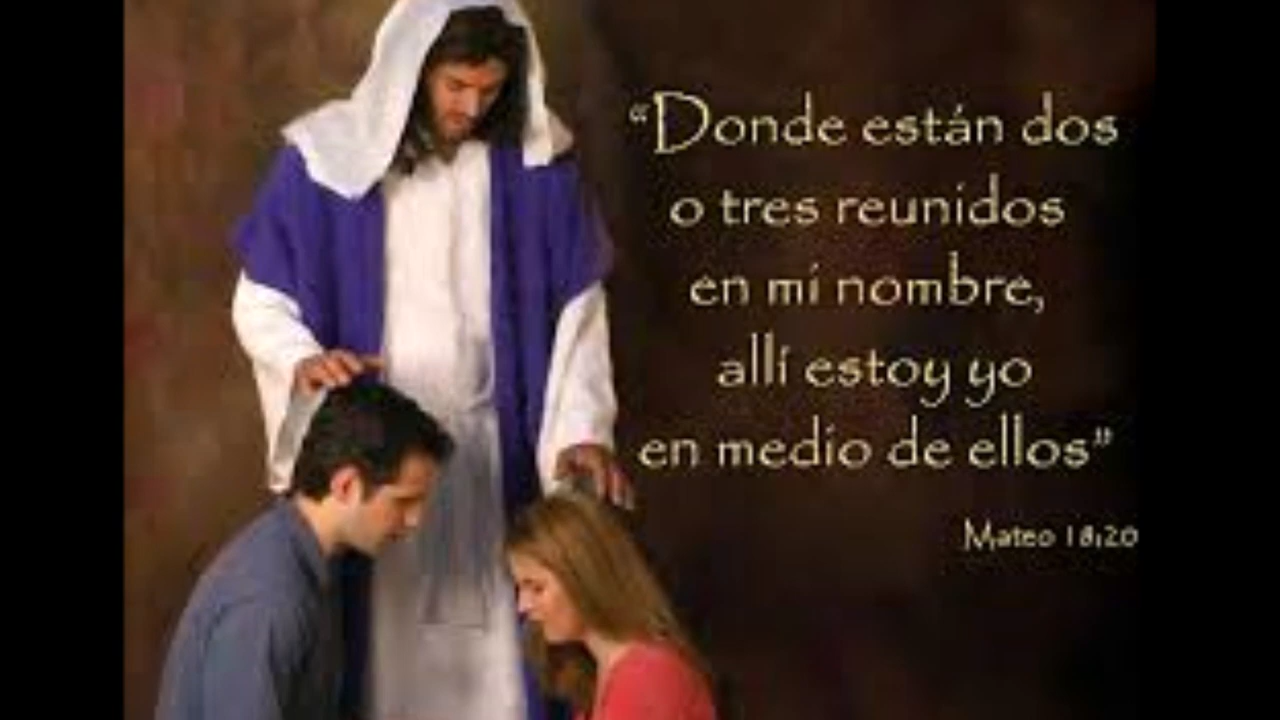 “Donde están dos
o tres reunidos
en mi nombre,
allí estoy yo
en medio de ellos”
Mateo 18:20